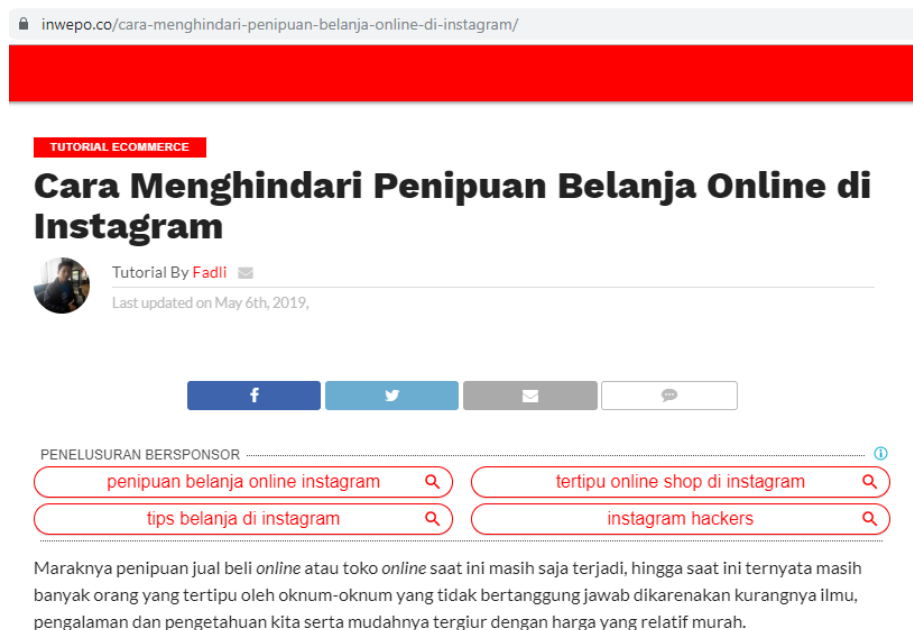 inwepo.co/cara-menghindari-penipuan-belanja-online-di-instagram/
TUTORIAL ECOMMERCE
Cara Menghindari Penipuan Belanja Online di
Instagram
Tutorial By Fadli
Last updated on May 6th, 2019,
PENELUSURAN BERSPONSOR
penipuan belanja online instagram
tertipu online shop di instagram
tips belanja di instagram
instagram hackers
Maraknya penipuan jual beli online atau toko online saat ini masih saja terjadi, hingga saat ini ternyata masih
banyak orang yang tertipu oleh oknum-oknum yang tidak bertanggung jawab dikarenakan kurangnya ilmu,
pengalaman dan pengetahuan kita serta mudahnya tergiur dengan harga yang relatif murah.